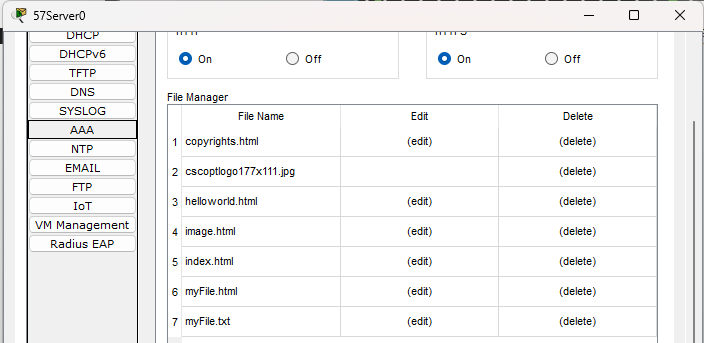 57Server0
DHCP
DHCPv6
TFTP
DNS
SYSLOG
AAA
NTP
EMAIL
FTP
IoT
VM Management
Radius EAP
On Off
On Off
File Manager
File Name Edit Delete
1 copyrights.html (edit) (delete)
2 cscoptlogo177x111.jpg (delete)
3 helloworld.html (edit) (delete)
4 image.html (edit) (delete)
5 index.html (edit) (delete)
6 myFile.html (edit) (delete)
7 myFile.txt (edit) (delete)